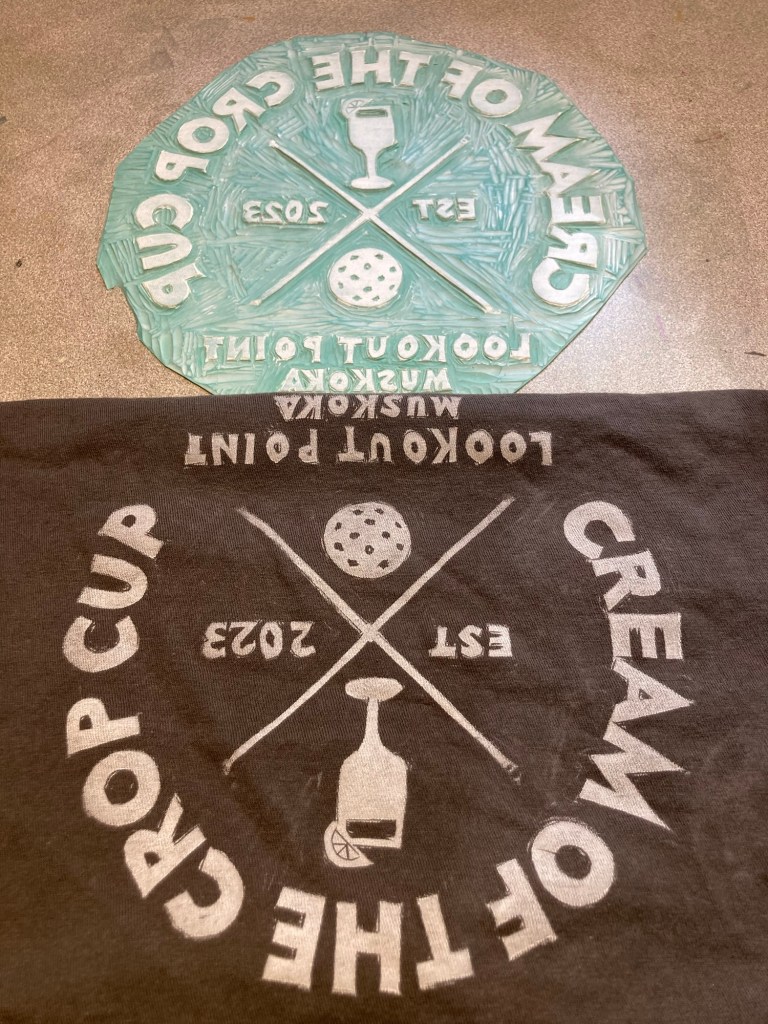 CREAM OF THE CROP CUP
EST 2023
LOOKOUT POINT
MUSKOKA
MUSKOKA
LOOKOUT POINT
EST 2023
CREAM OF THE CROP CUP